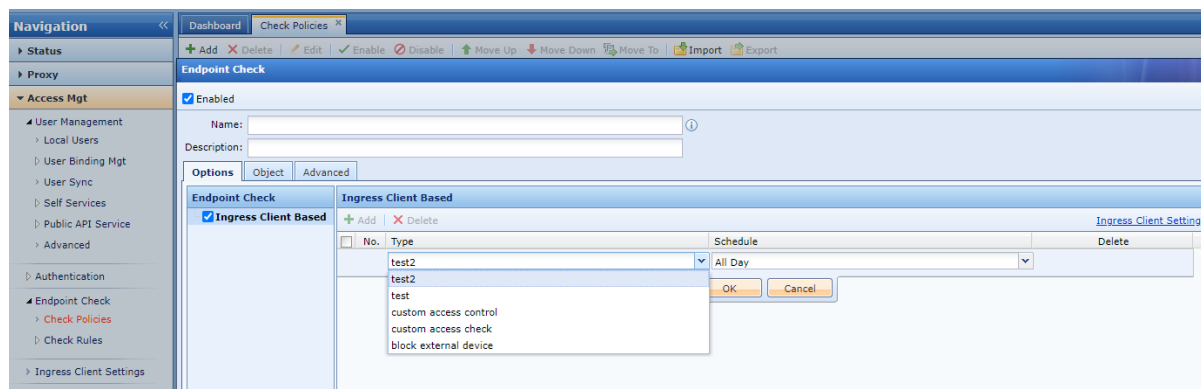 Navigation
Status
Proxy
Access Mgt
User Management
Local Users
User Binding Mgt
User Sync
Self Services
Public API Service
Advanced
Authentication
Endpoint Check
Check Policies
Check Rules
Ingress Client Settings
Dashboard Check Policies
Add Delete Edit Enable Disable Move Up Move Down Move To Import Export
Endpoint Check
Enabled
Name:
Description:
Options Object Advanced
Endpoint Check
Ingress Client Based
Ingress Client Based
Add Delete Ingress Client Setting
No. Type Schedule Delete
test2 All Day
test2
test
custom access control
custom access check
block external device
OK Cancel